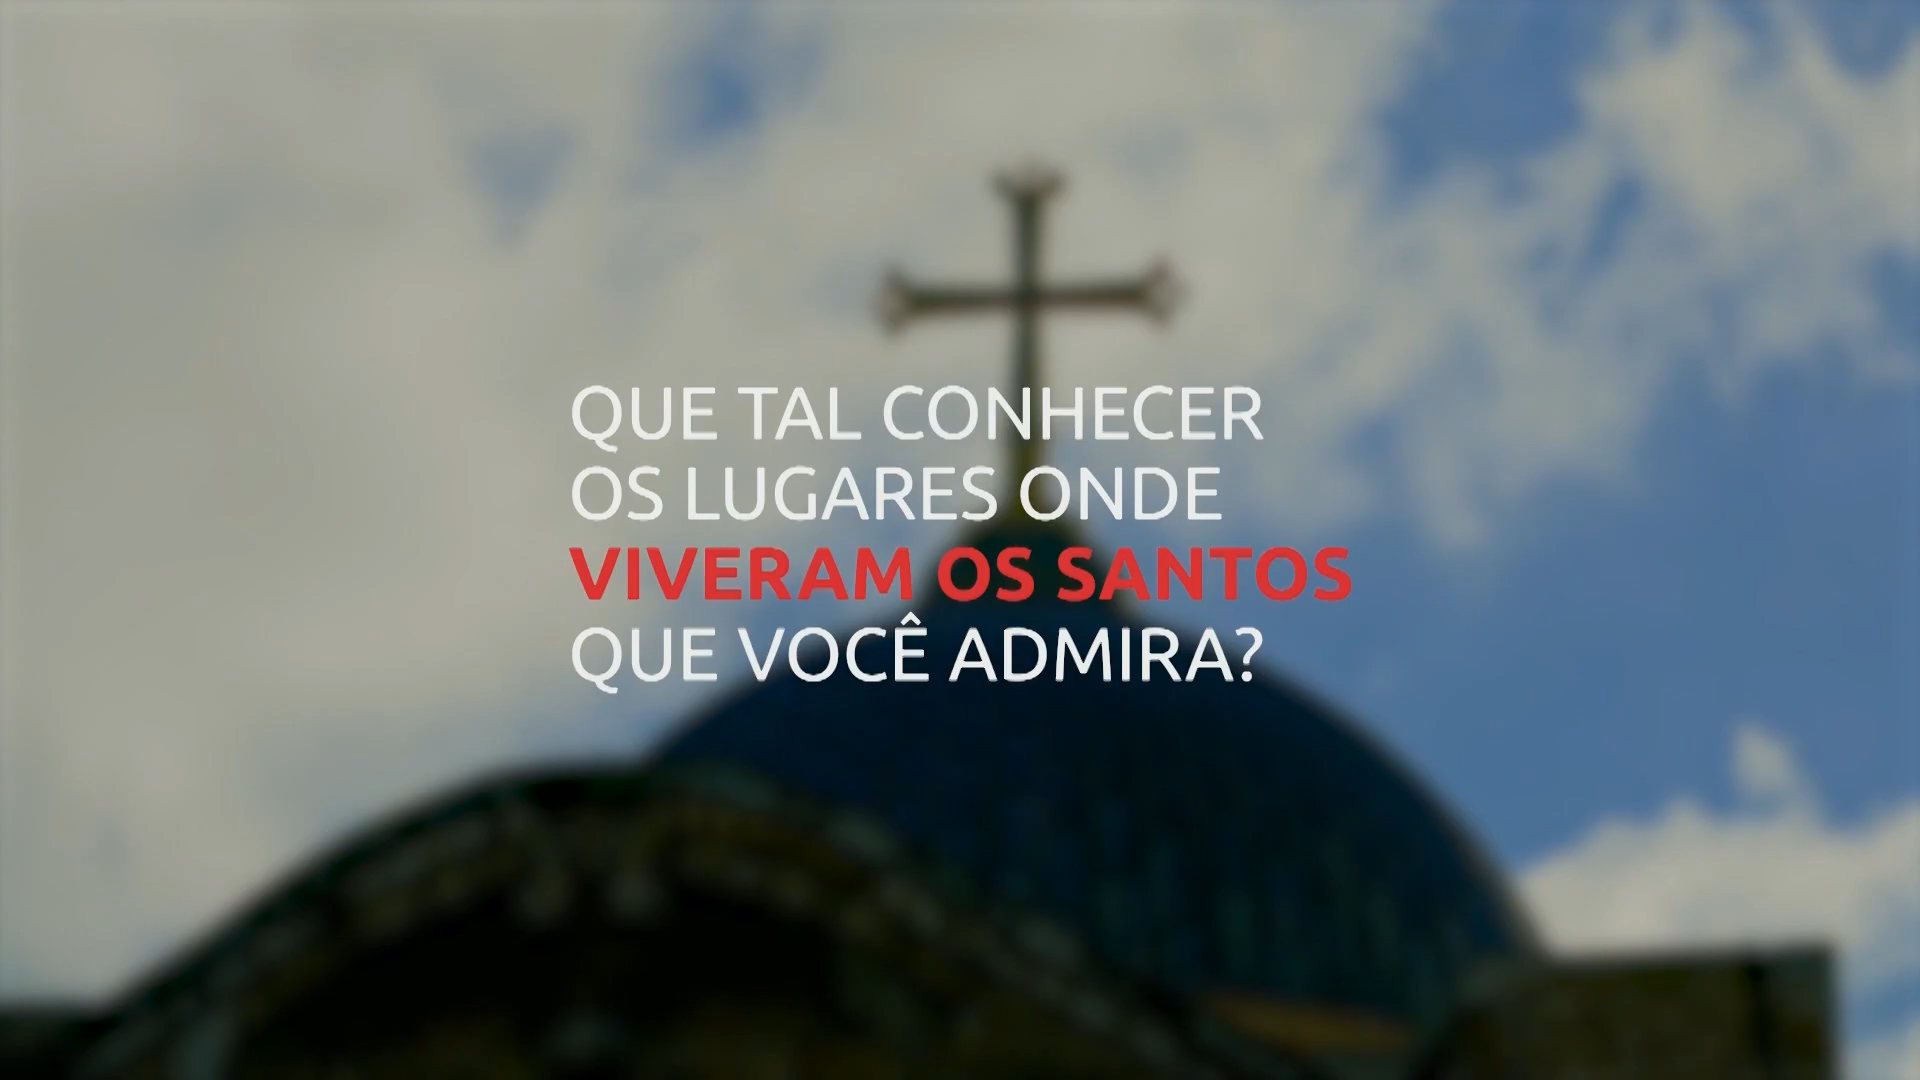 QUE TAL CONHECER
OS LUGARES ONDE
VIVERAM OS SANTOS
QUE VOCÊ ADMIRA?